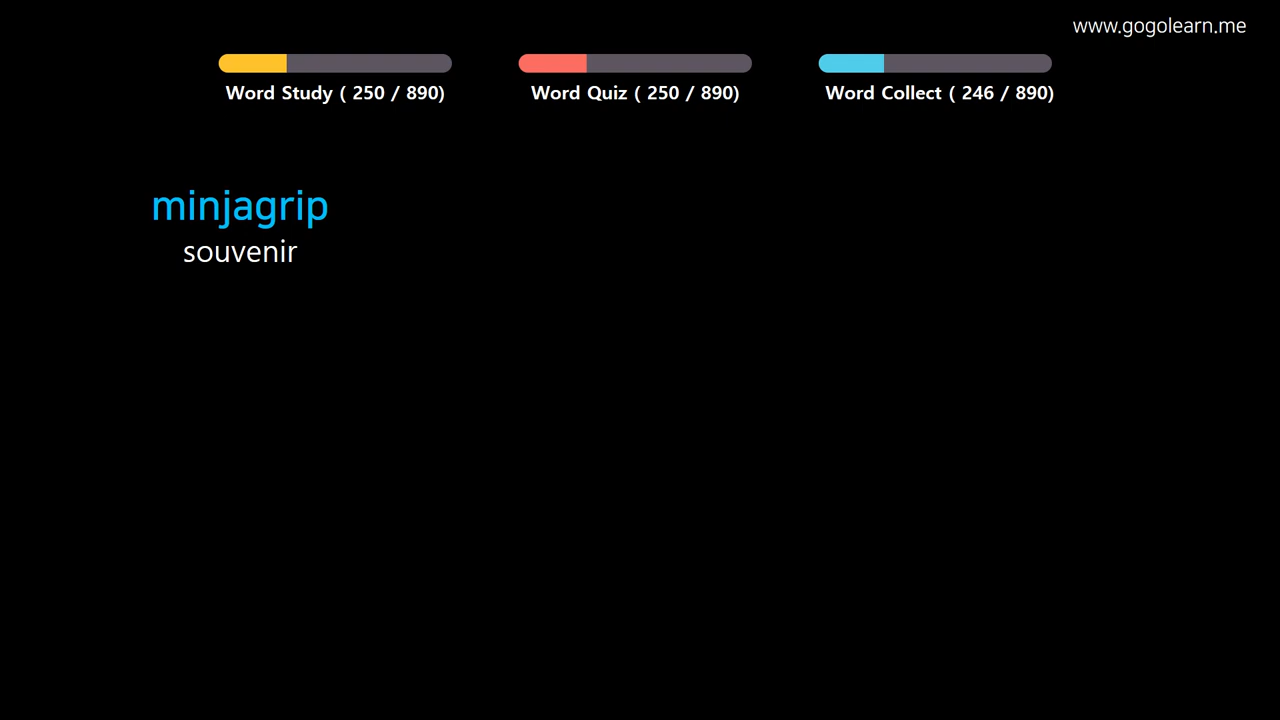 www.gogolearn.me
Word Study ( 250 / 890)
Word Quiz ( 250 / 890)
Word Collect ( 246 / 890)
minjagrip
souvenir